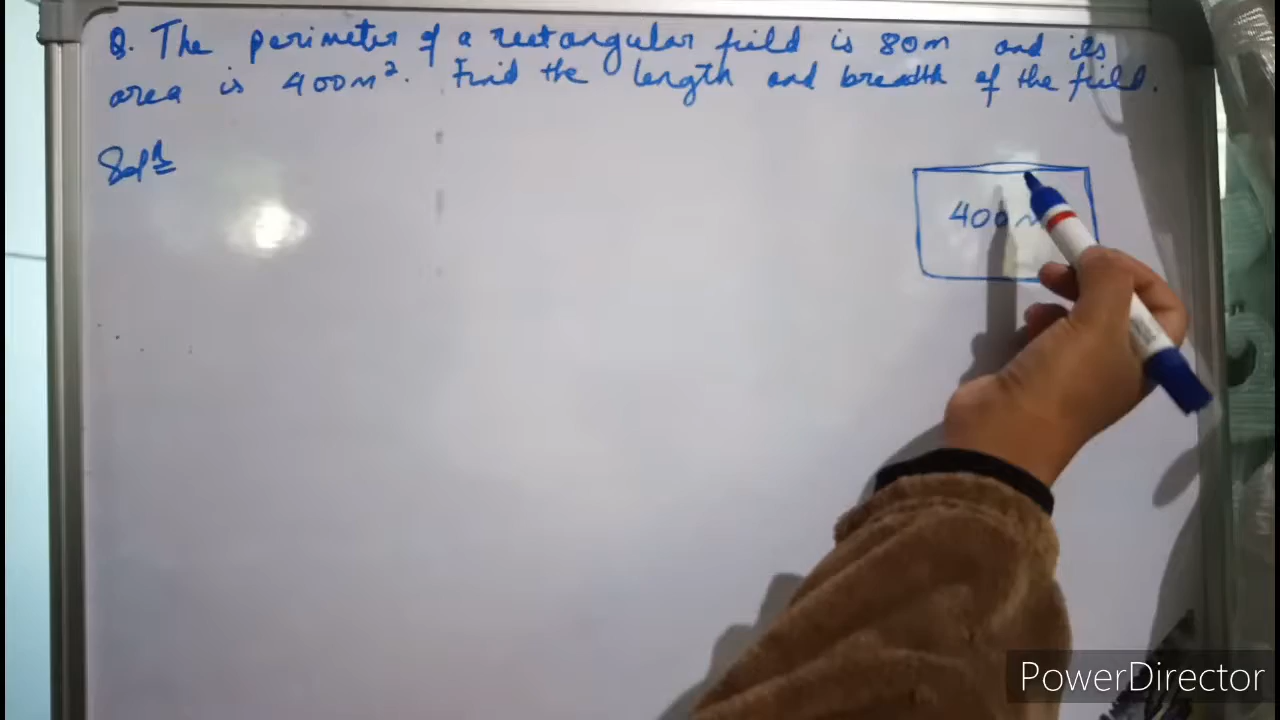 Q. The perimeter of a rectangular field is 80m and its
area is 400m². Find the length and breadth of the field.
Solⁿ
400 m
PowerDirector